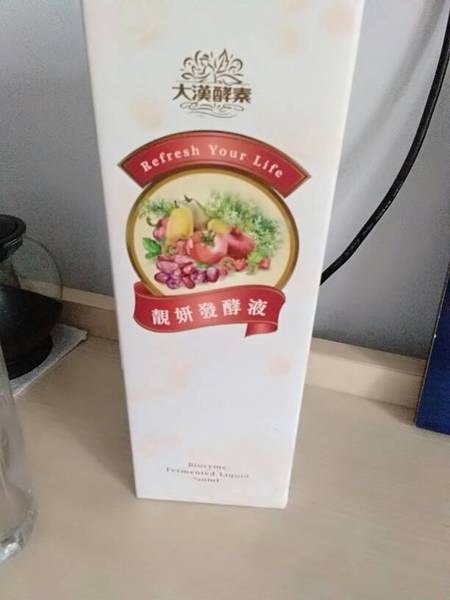 大漢酵素
Refresh Your Life
靚妍發酵液
Biozyme
Fermented Liquid